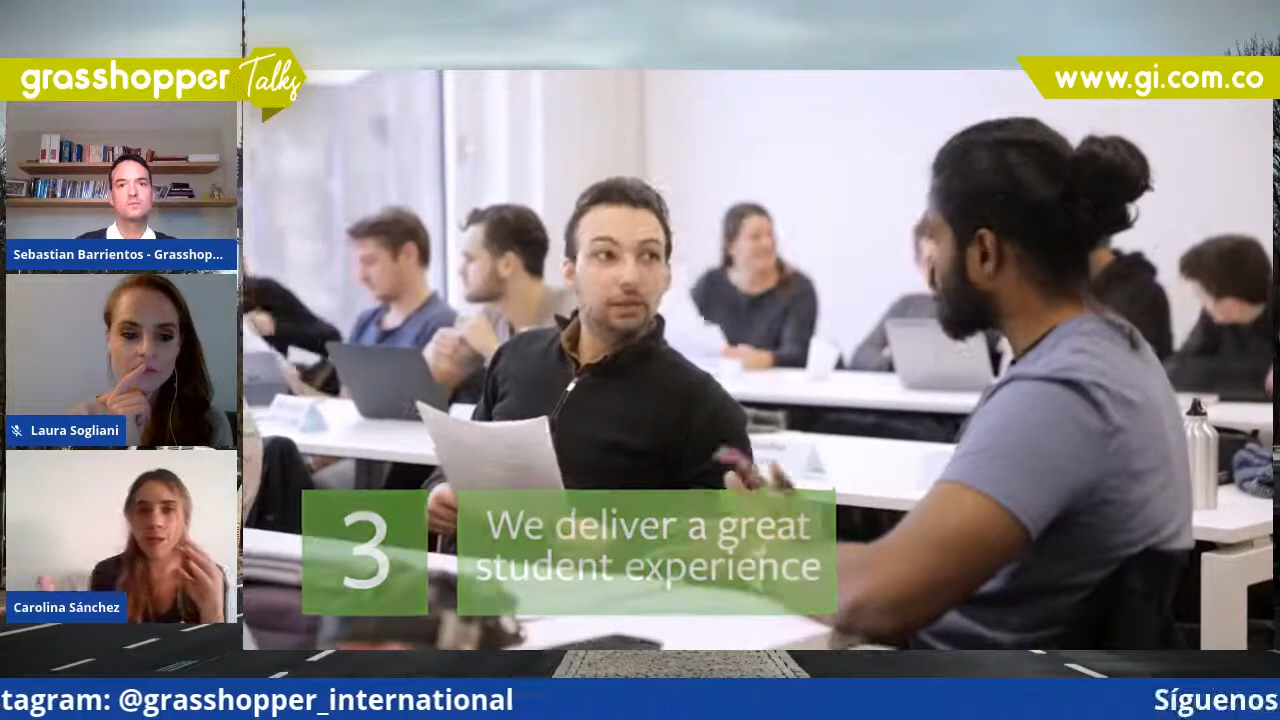 grasshopper Talks
www.gi.com.co
Sebastian Barrientos - Grasshop...
Laura Sogliani
Carolina Sánchez
3
We deliver a great
student experience
tagram: @grasshopper_international
Síguenos